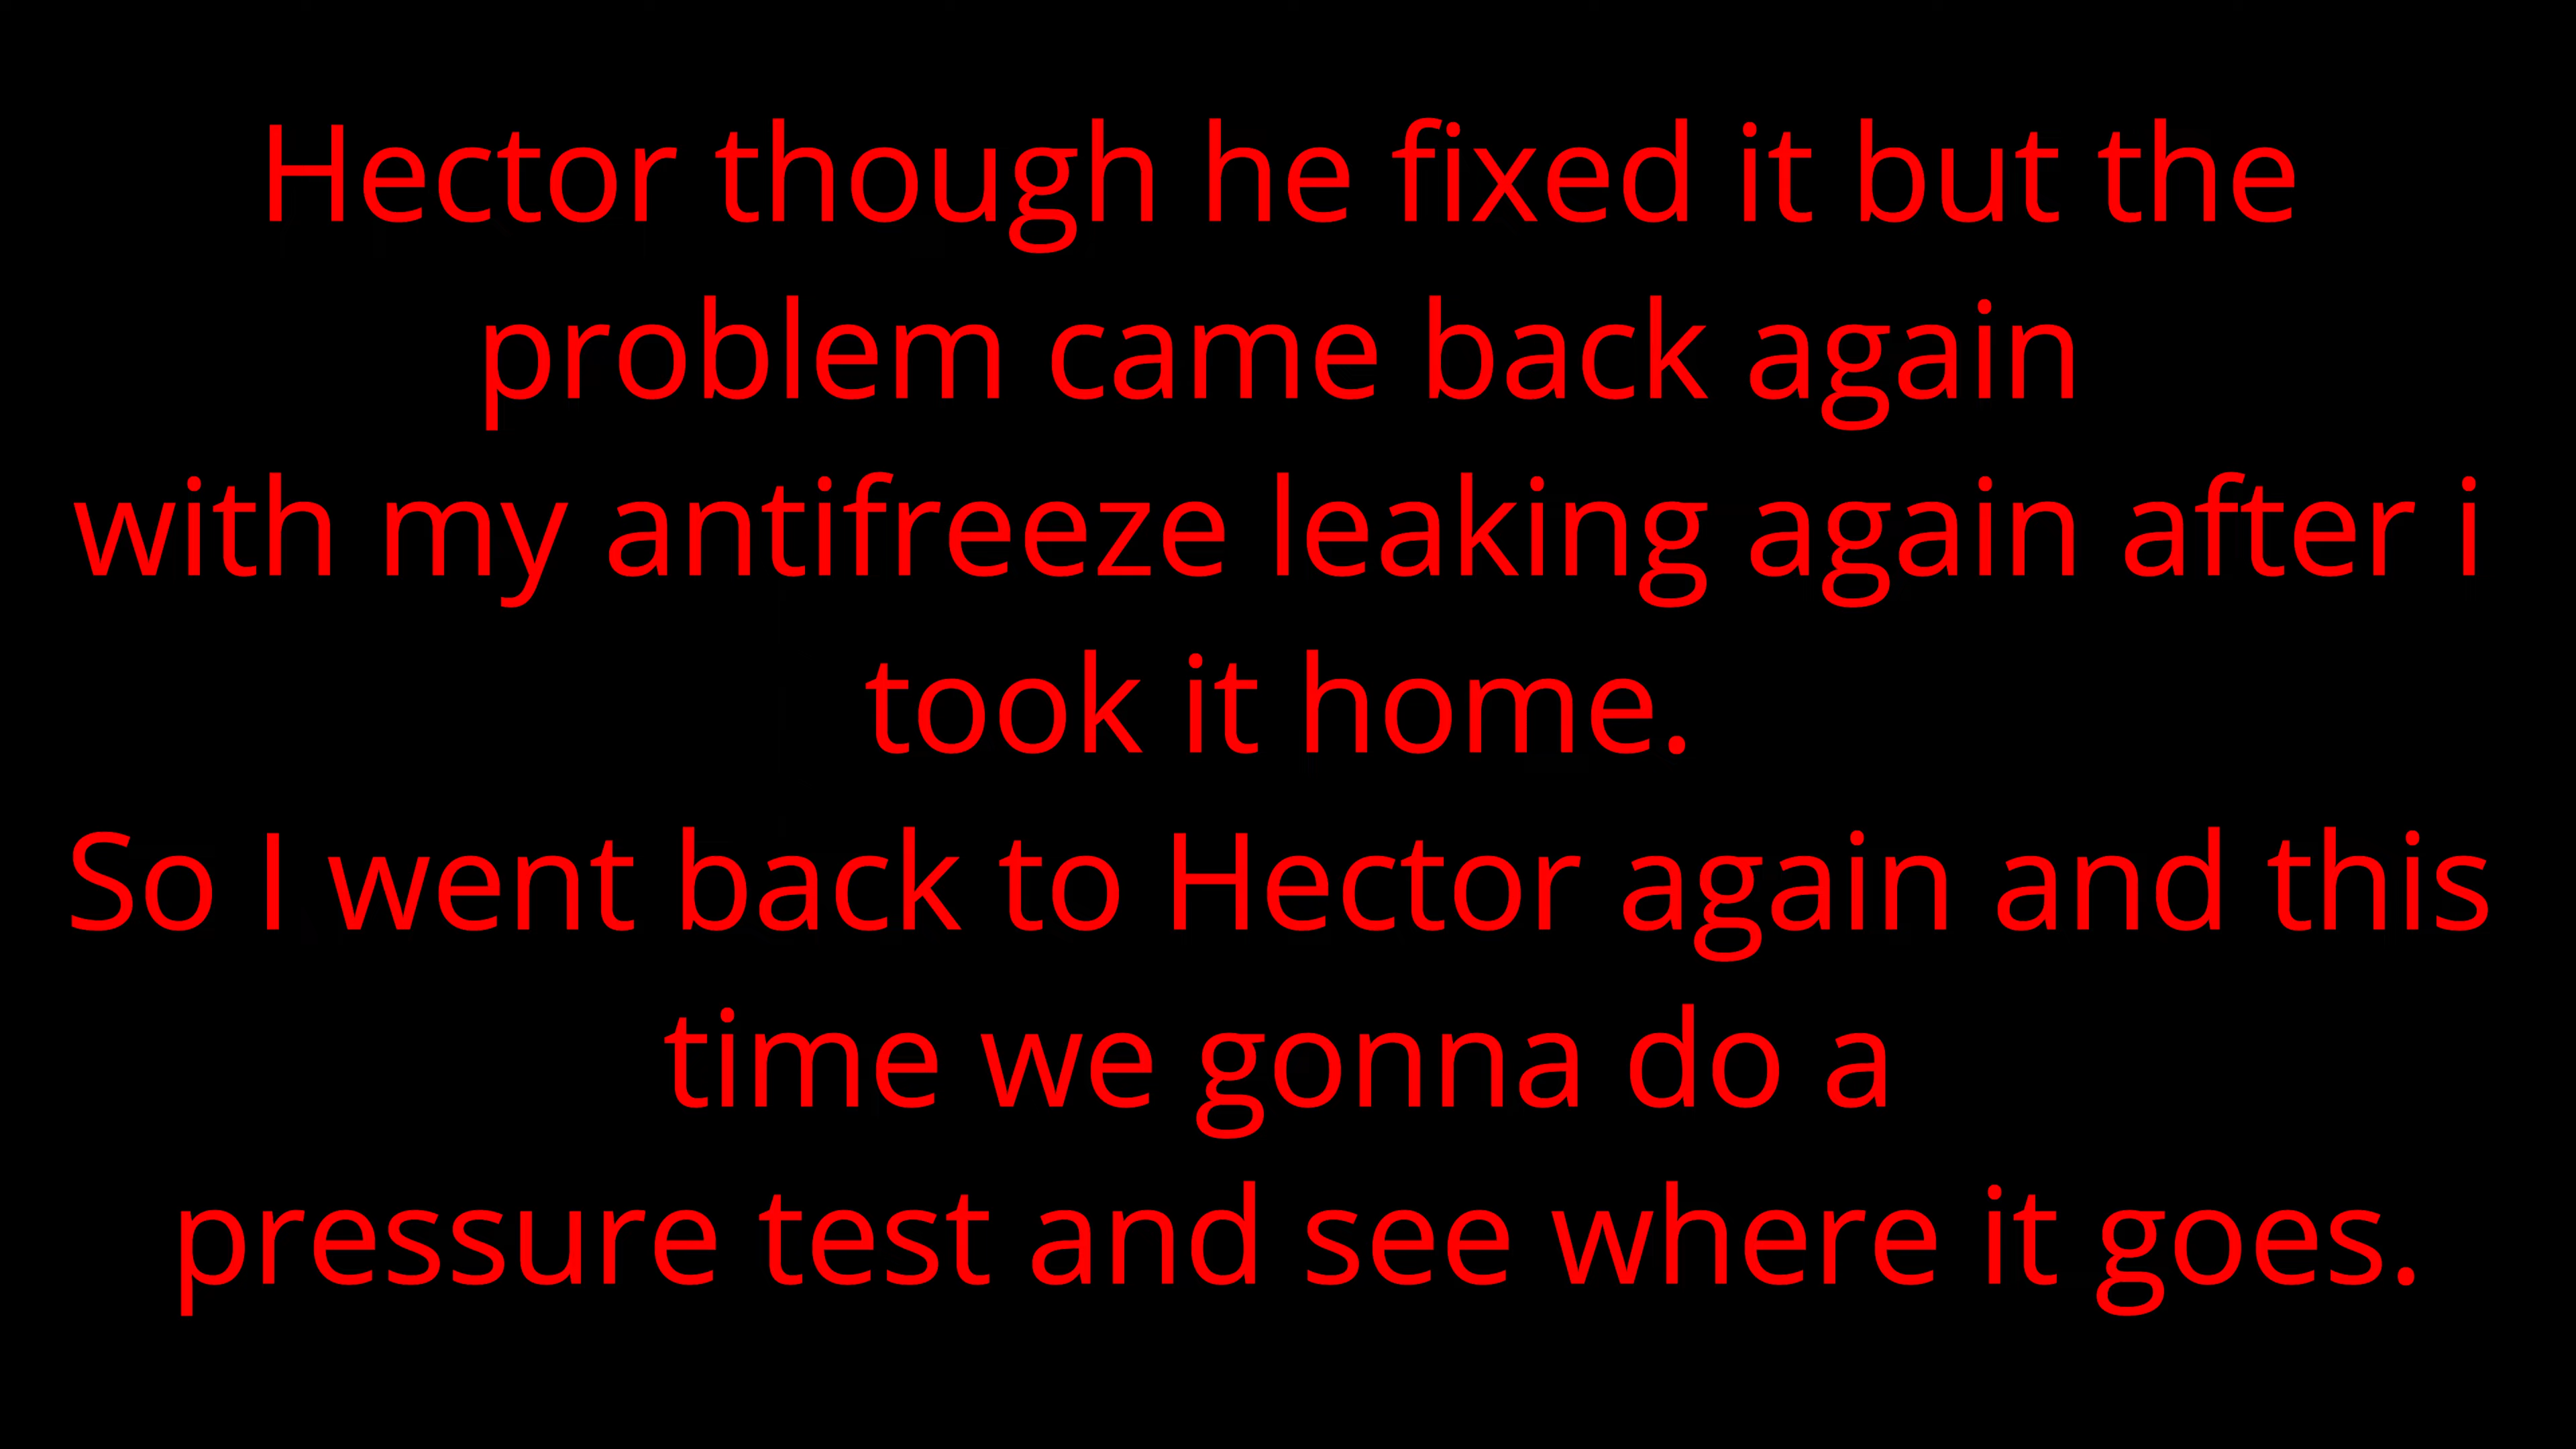 Hector though he fixed it but the
problem came back again
with my antifreeze leaking again after i
took it home.
So I went back to Hector again and this
time we gonna do a
pressure test and see where it goes.